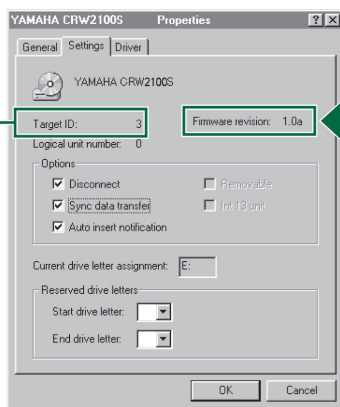 YAMAHA CRW2100S Properties
General Settings Driver
YAMAHA CRW2100S
Target ID: 3 Firmware revision: 1.0a
Logical unit number: 0
Options
Disconnect Removable
Sync data transfer Int 13 unit
Auto insert notification
Current drive letter assignment: E:
Reserved drive letters
Start drive letter:
End drive letter:
OK Cancel